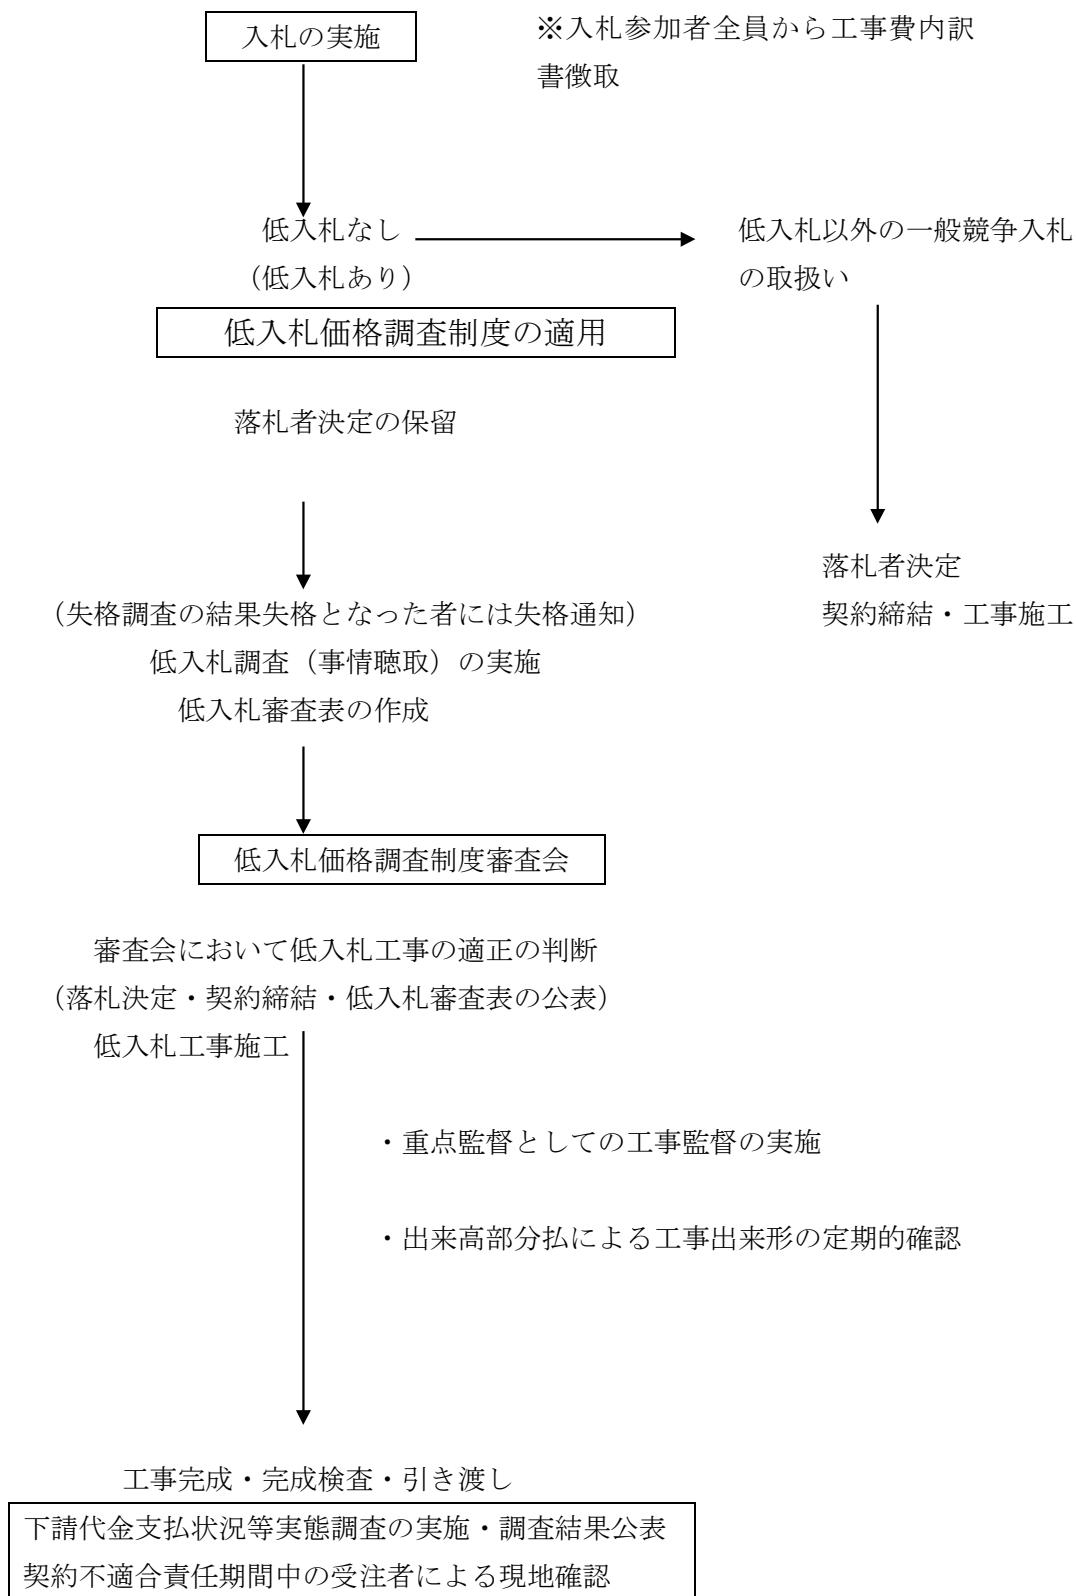 入札の実施
※入札参加者全員から工事費内訳
書徴取
低入札なし
(低入札あり)
低入札以外の一般競争入札
の取扱い
低入札価格調査制度の適用
落札者決定の保留
落札者決定
契約締結・工事施工
(失格調査の結果失格となった者には失格通知)
低入札調査(事情聴取)の実施
低入札審査表の作成
低入札価格調査制度審査会
審査会において低入札工事の適正の判断
(落札決定・契約締結・低入札審査表の公表)
低入札工事施工
・重点監督としての工事監督の実施
・出来高部分払による工事出来形の定期的確認
工事完成・完成検査・引き渡し
下請代金支払状況等実態調査の実施・調査結果公表
契約不適合責任期間中の受注者による現地確認